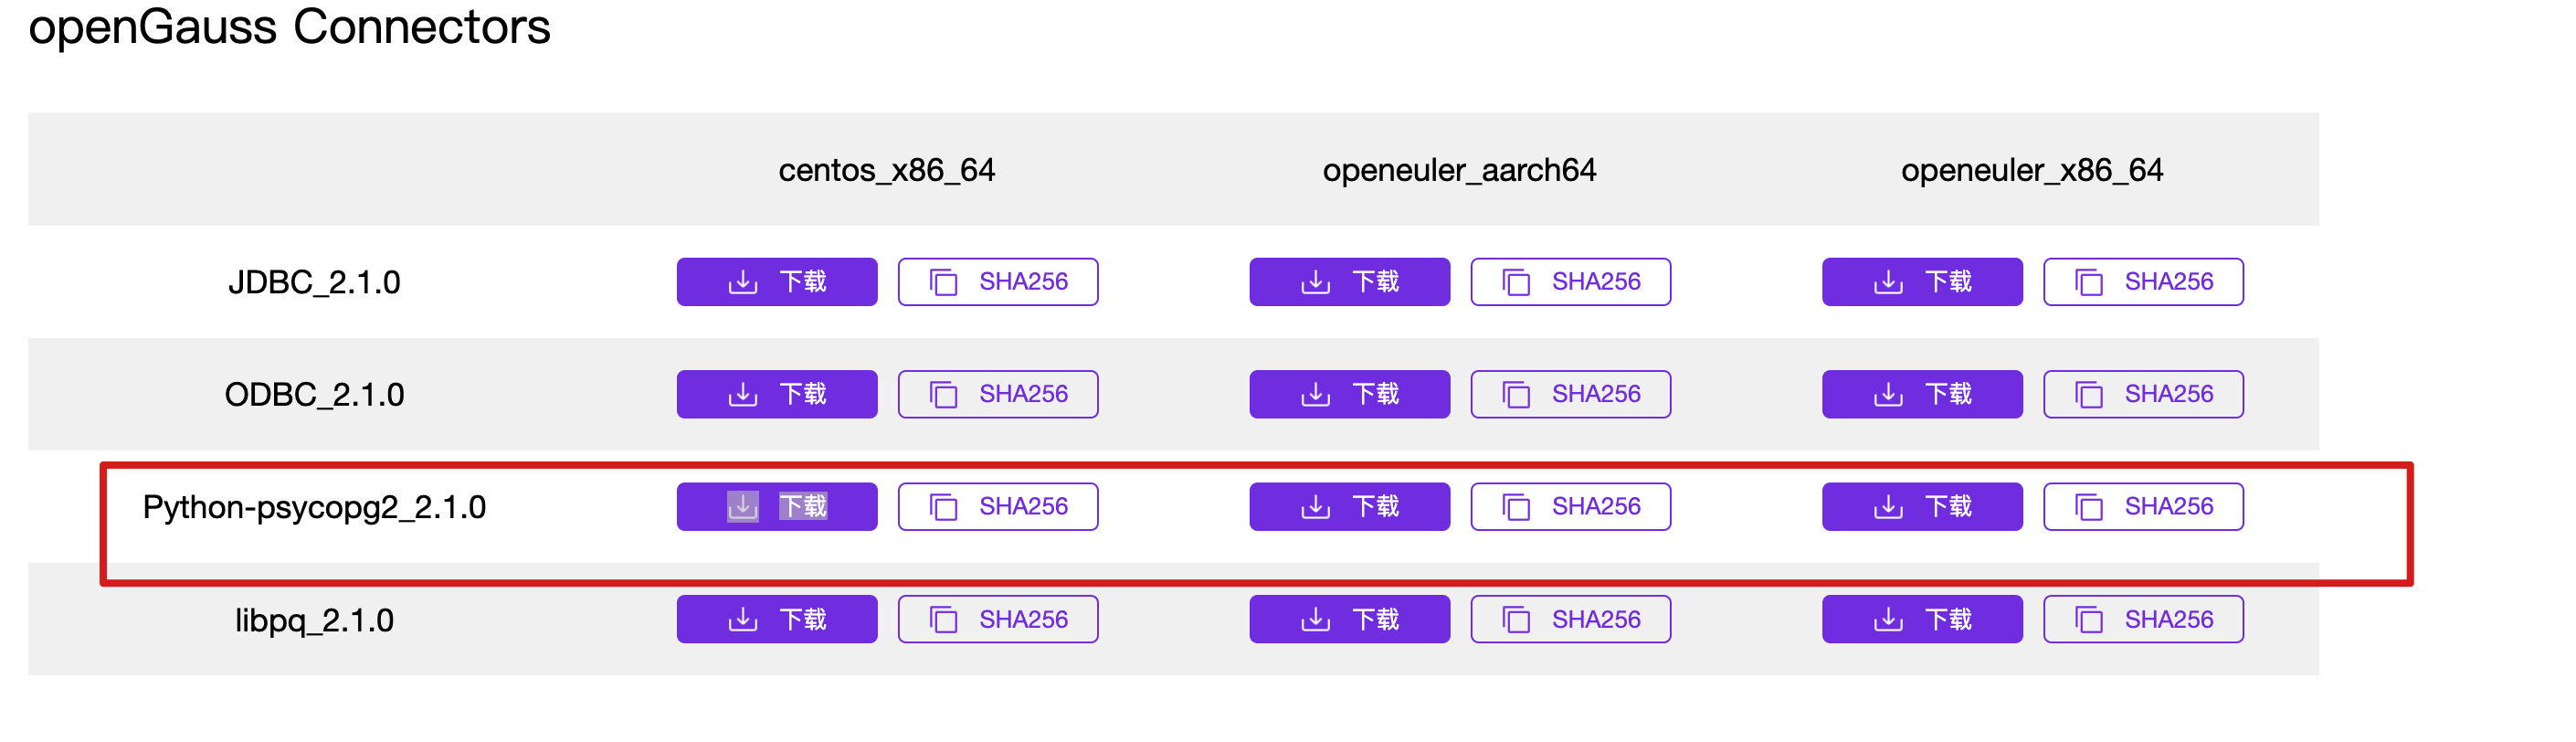 openGauss Connectors
centos_x86_64 openeuler_aarch64 openeuler_x86_64
JDBC_2.1.0 下载 SHA256 下载 SHA256 下载 SHA256
ODBC_2.1.0 下载 SHA256 下载 SHA256 下载 SHA256
Python-psycopg2_2.1.0 下载 SHA256 下载 SHA256 下载 SHA256
libpq_2.1.0 下载 SHA256 下载 SHA256 下载 SHA256